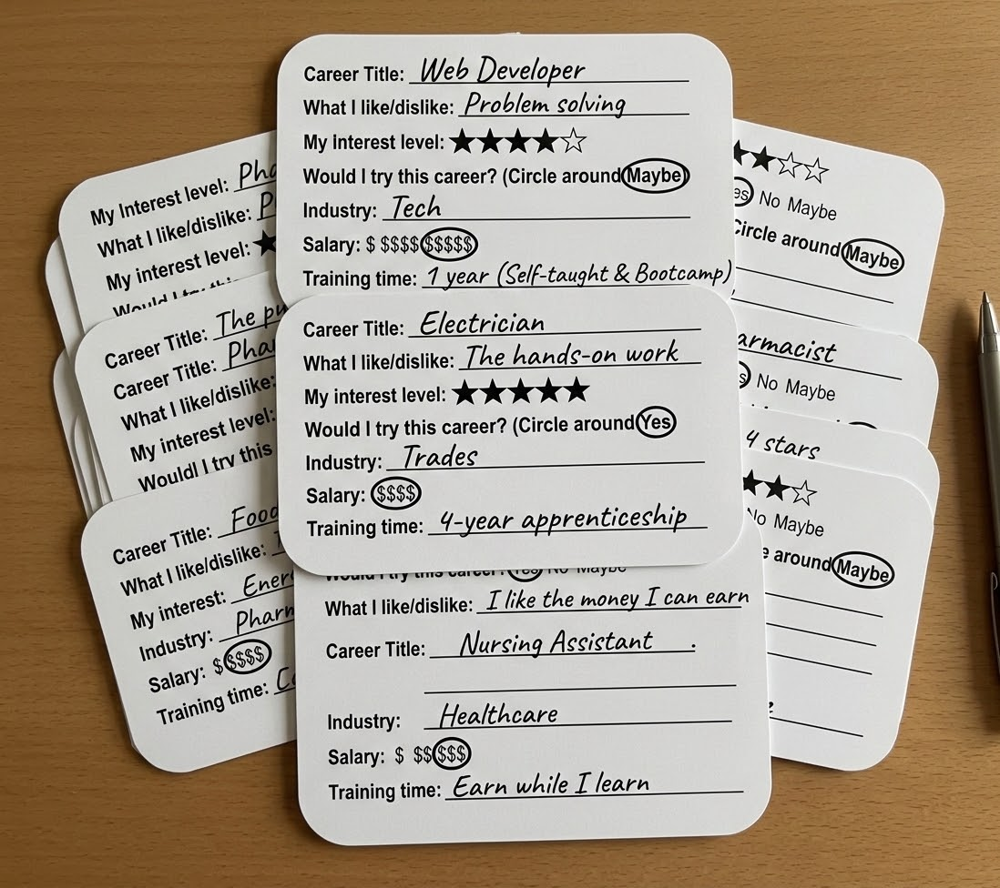 Career Title: Web Developer
What I like/dislike: Problem solving
My interest level: ★★★★☆
Would I try this career? (Circle around Maybe)
Industry: Tech
Salary: $ $$$$ $$$$$
Training time: 1 year (Self-taught & Bootcamp)
Career Title: Electrician
What I like/dislike: The hands-on work
My interest level: ★★★★★
Would I try this career? (Circle around Yes
Industry: Trades
Salary: $$$$
Training time: 4-year apprenticeship
What I like/dislike: I like the money I can earn
Career Title: Nursing Assistant .
Industry: Healthcare
Salary: $ $$ $$$
Training time: Earn while I learn
My Interest level:
What I like/dislike:
My interest level: ★
Career Title: The
Career Title:
What I like/dislike:
My interest level:
Wouldl I try this
Career Title: Food
What I like/dislike:
My interest:
Industry:
Salary: $ $$$$
Training time:
★★☆☆
No Maybe
Circle around Maybe
armacist
No Maybe
4 stars
★★☆
No Maybe
around Maybe